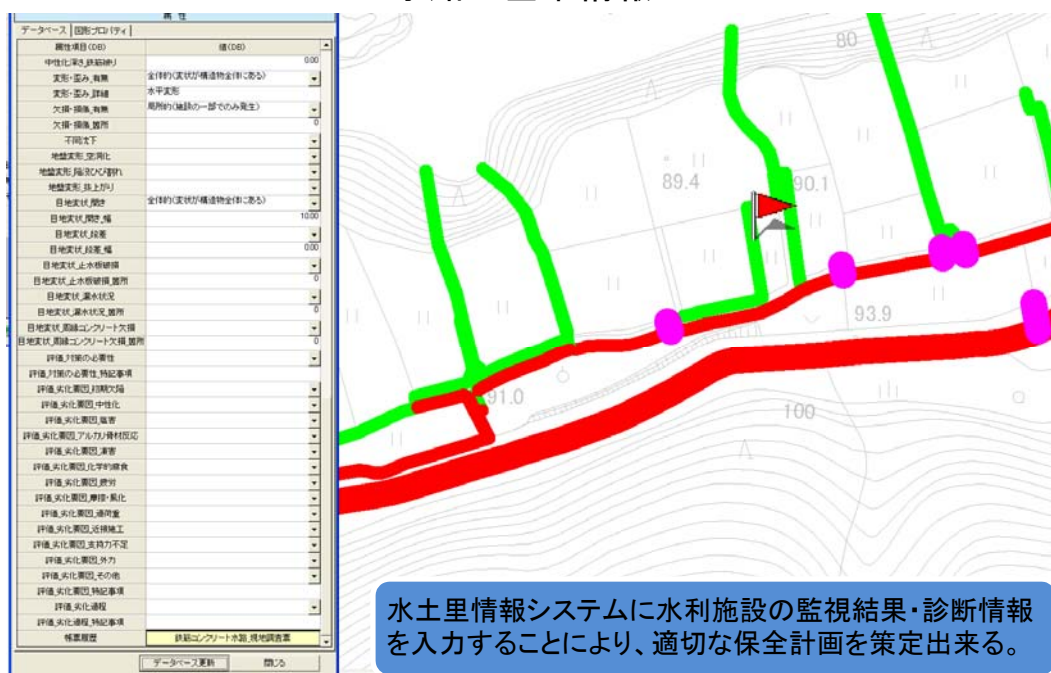 属 性
データベース 図形プロパティ
属性項目(DB) 値(DB)
中性化深さ_鉄筋被り 0.00
変形・歪み_有無 全体的(変状が構造物全体にある)
変形・歪み_詳細 水平変形
欠損・損傷_有無 局所的(施設の一部でのみ発生)
欠損・損傷_箇所 0
不同沈下
地盤変形_空洞化
地盤変形_陥没ひび割れ
地盤変形_抜上がり
目地変状_開き 全体的(変状が構造物全体にある)
目地変状_開き_幅 10.00
目地変状_段差
目地変状_段差_幅 0.00
目地変状_止水板破損
目地変状_止水板破損_箇所 0
目地変状_漏水状況
目地変状_漏水状況_箇所 0
目地変状_周縁コンクリート欠損
目地変状_周縁コンクリート欠損_箇所 0
評価_対策の必要性
評価_対策の必要性_特記事項
評価_劣化要因_初期欠陥
評価_劣化要因_中性化
評価_劣化要因_塩害
評価_劣化要因_アルカリ骨材反応
評価_劣化要因_凍害
評価_劣化要因_化学的腐食
評価_劣化要因_疲労
評価_劣化要因_摩擦・風化
評価_劣化要因_過荷重
評価_劣化要因_近接施工
評価_劣化要因_支持力不足
評価_劣化要因_外力
評価_劣化要因_その他
評価_劣化要因_特記事項
評価_劣化過程
評価_劣化過程_特記事項
帳票履歴 鉄筋コンクリート水路_現地調査票
データベース更新 閉じる
80
89.4
90.1
93.9
91.0
100
水土里情報システムに水利施設の監視結果・診断情報
を入力することにより、適切な保全計画を策定出来る。